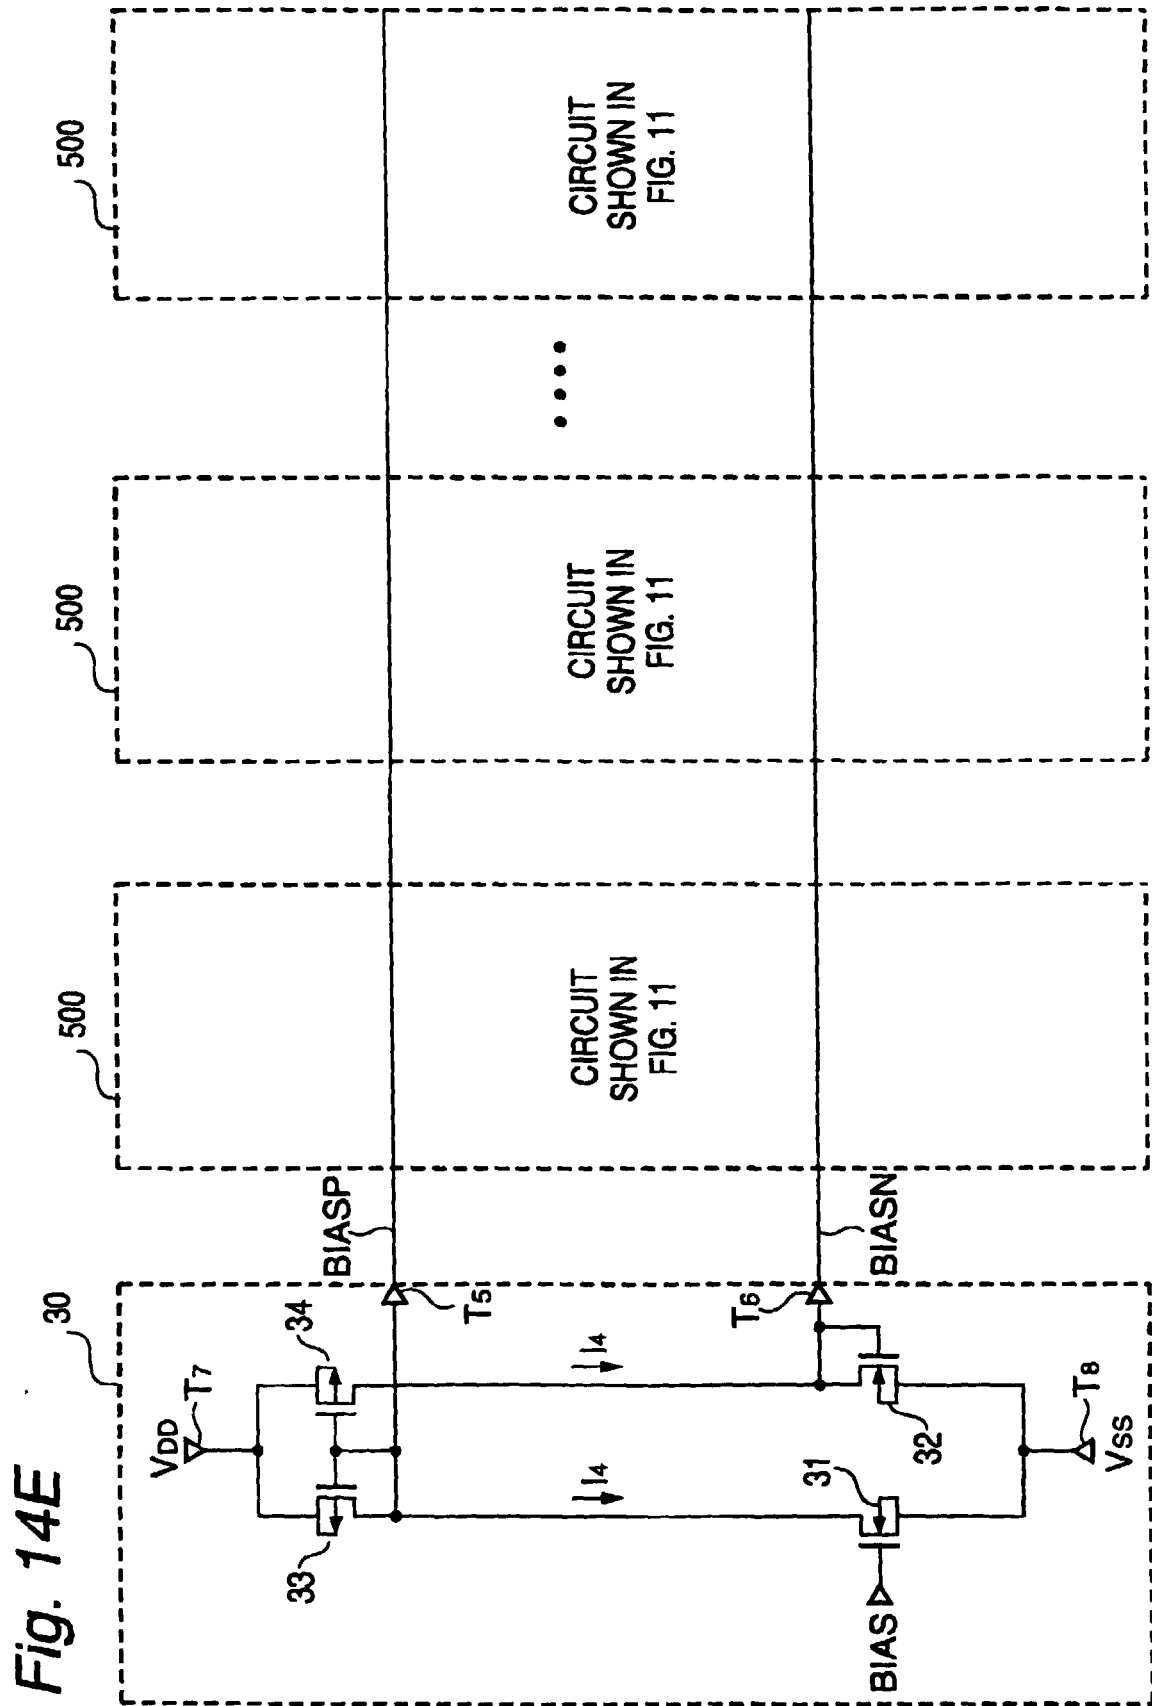 Fig. 14E
30
VDD
T7
33
34
I4
I4
BIAS
31
32
VSS
T8
BIASP
T5
T6
BIASN
500
CIRCUIT
SHOWN IN
FIG. 11
500
CIRCUIT
SHOWN IN
FIG. 11
500
CIRCUIT
SHOWN IN
FIG. 11